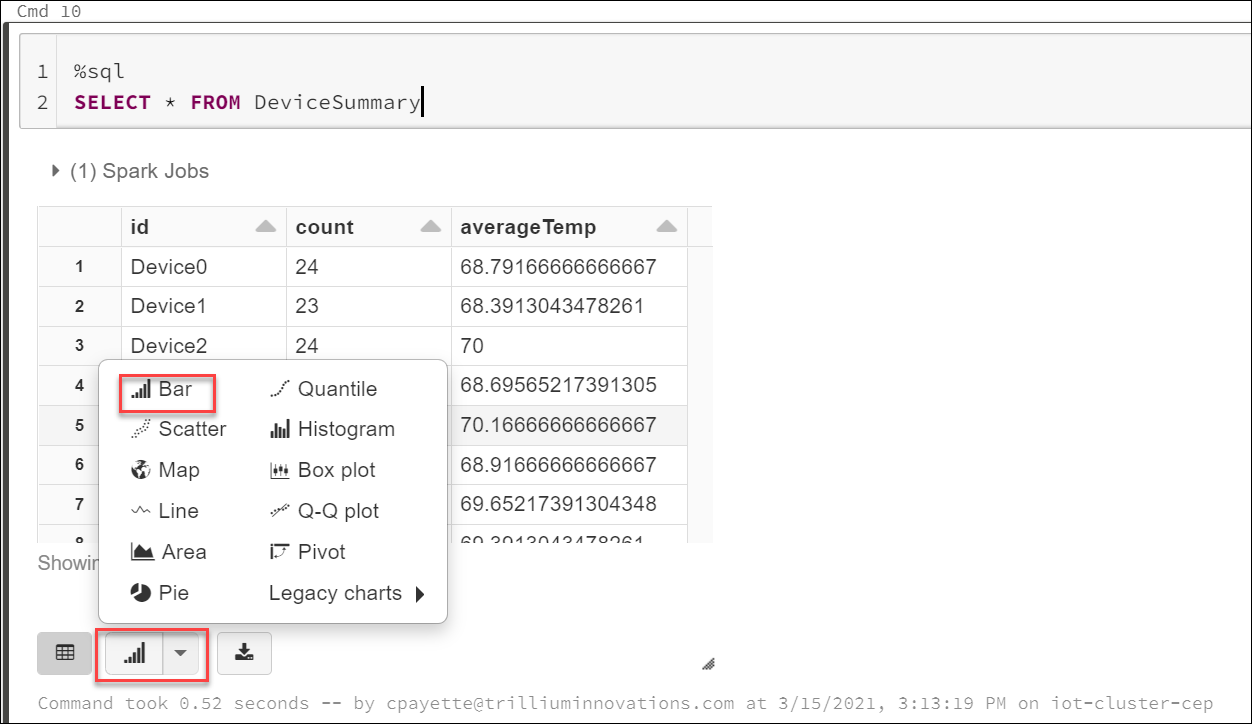 Cmd 10
1 %sql
2 SELECT * FROM DeviceSummary
(1) Spark Jobs
id count averageTemp
1 Device0 24 68.79166666666667
2 Device1 23 68.3913043478261
3 Device2 24 70
4 68.69565217391305
5 70.16666666666667
6 68.91666666666667
7 69.65217391304348
8 69.3913043478261
Bar Quantile
Scatter Histogram
Map Box plot
Line Q-Q plot
Area Pivot
Pie Legacy charts
Command took 0.52 seconds -- by cpayette@trilliuminnovations.com at 3/15/2021, 3:13:19 PM on iot-cluster-cep